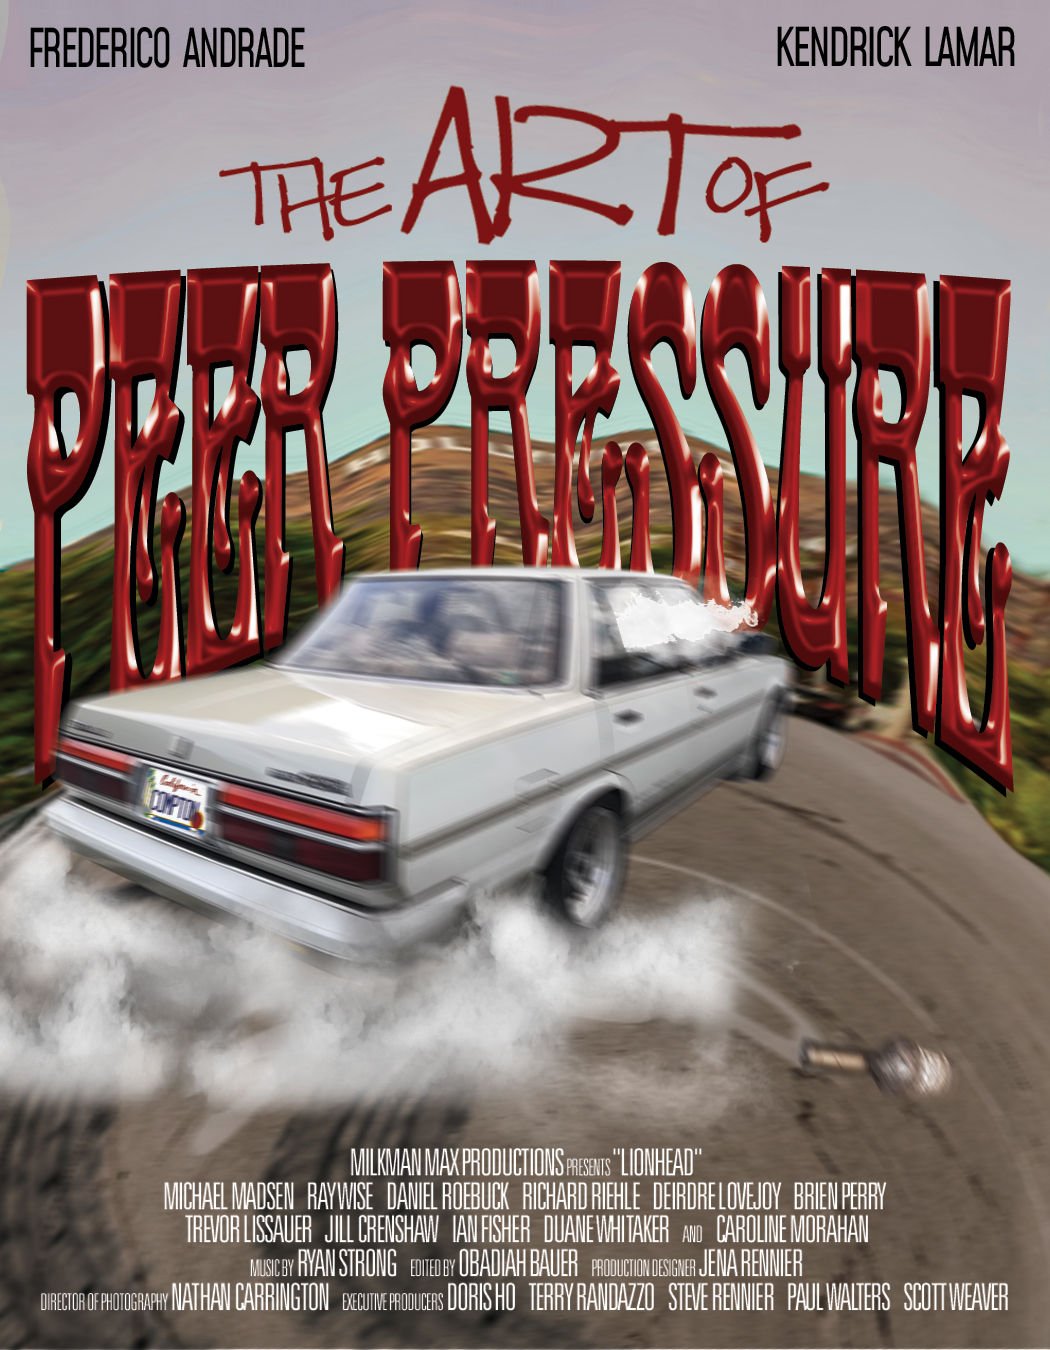 FREDERICO ANDRADE
KENDRICK LAMAR
THE ART OF
PEER PRESSURE
California
COMPTON
MILKMAN MAX PRODUCTIONS PRESENTS "LIONHEAD"
MICHAEL MADSEN RAY WISE DANIEL ROEBUCK RICHARD RIEHLE DEIRDRE LOVEJOY BRIEN PERRY
TREVOR LISSAUER JILL CRENSHAW IAN FISHER DUANE WHITAKER AND CAROLINE MORAHAN
MUSIC BY RYAN STRONG EDITED BY OBADIAH BAUER PRODUCTION DESIGNER JENA RENNIER
DIRECTOR OF PHOTOGRAPHY NATHAN CARRINGTON EXECUTIVE PRODUCERS DORIS HO TERRY RANDAZZO STEVE RENNIER PAUL WALTERS SCOTT WEAVER